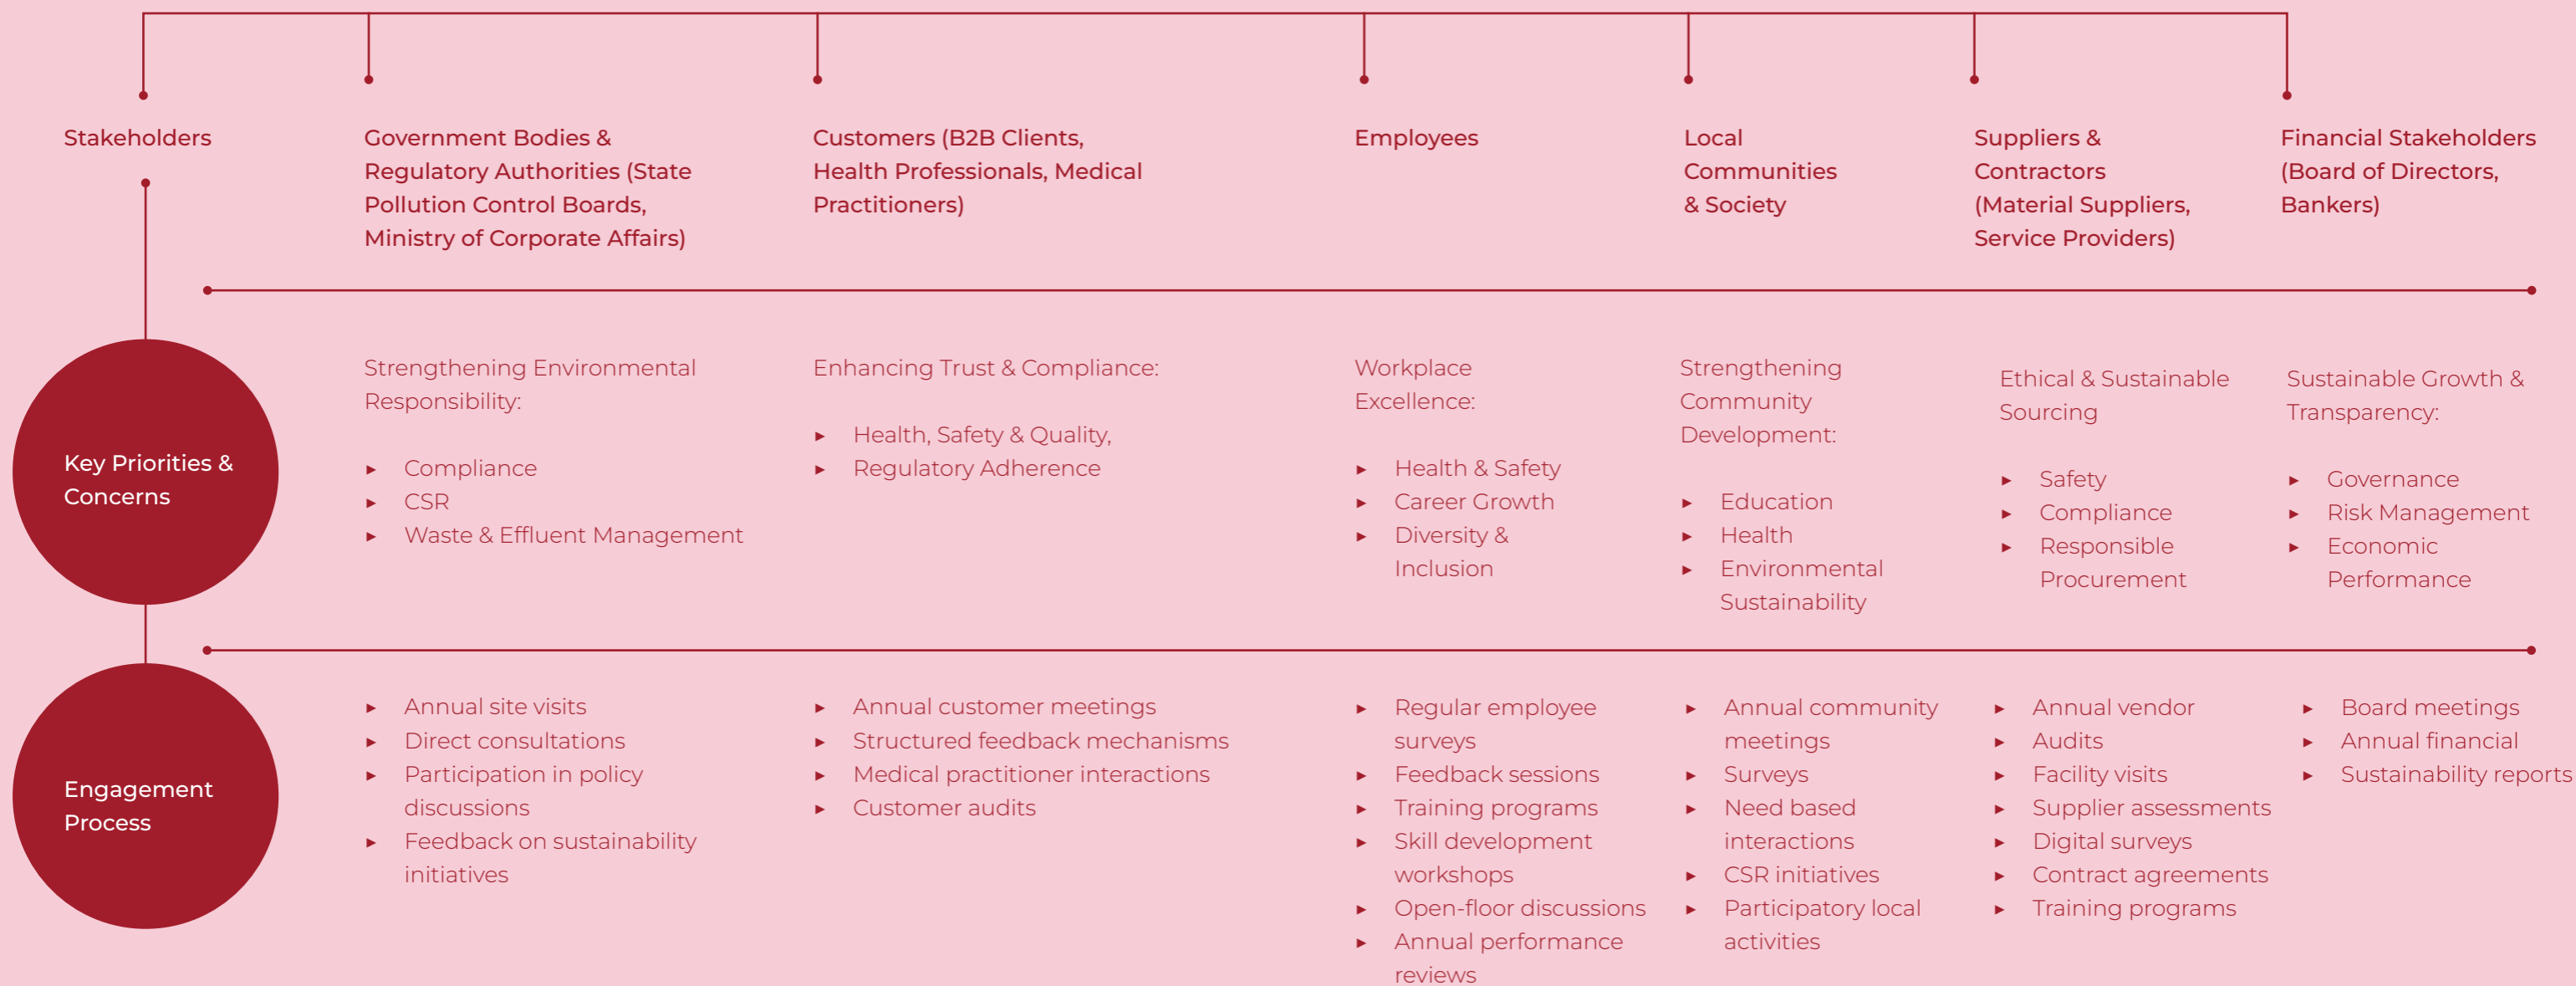 Stakeholders
Government Bodies &
Regulatory Authorities (State
Pollution Control Boards,
Ministry of Corporate Affairs)
Customers (B2B Clients,
Health Professionals, Medical
Practitioners)
Employees
Local
Communities
& Society
Suppliers &
Contractors
(Material Suppliers,
Service Providers)
Financial Stakeholders
(Board of Directors,
Bankers)
Key Priorities &
Concerns
Strengthening Environmental
Responsibility:
► Compliance
► CSR
► Waste & Effluent Management
Enhancing Trust & Compliance:
► Health, Safety & Quality,
► Regulatory Adherence
Workplace
Excellence:
► Health & Safety
► Career Growth
► Diversity &
Inclusion
Strengthening
Community
Development:
► Education
► Health
► Environmental
Sustainability
Ethical & Sustainable
Sourcing
► Safety
► Compliance
► Responsible
Procurement
Sustainable Growth &
Transparency:
► Governance
► Risk Management
► Economic
Performance
Engagement
Process
► Annual site visits
► Direct consultations
► Participation in policy
discussions
► Feedback on sustainability
initiatives
► Annual customer meetings
► Structured feedback mechanisms
► Medical practitioner interactions
► Customer audits
► Regular employee
surveys
► Feedback sessions
► Training programs
► Skill development
workshops
► Open-floor discussions
► Annual performance
reviews
► Annual community
meetings
► Surveys
► Need based
interactions
► CSR initiatives
► Participatory local
activities
► Annual vendor
► Audits
► Facility visits
► Supplier assessments
► Digital surveys
► Contract agreements
► Training programs
► Board meetings
► Annual financial
► Sustainability reports